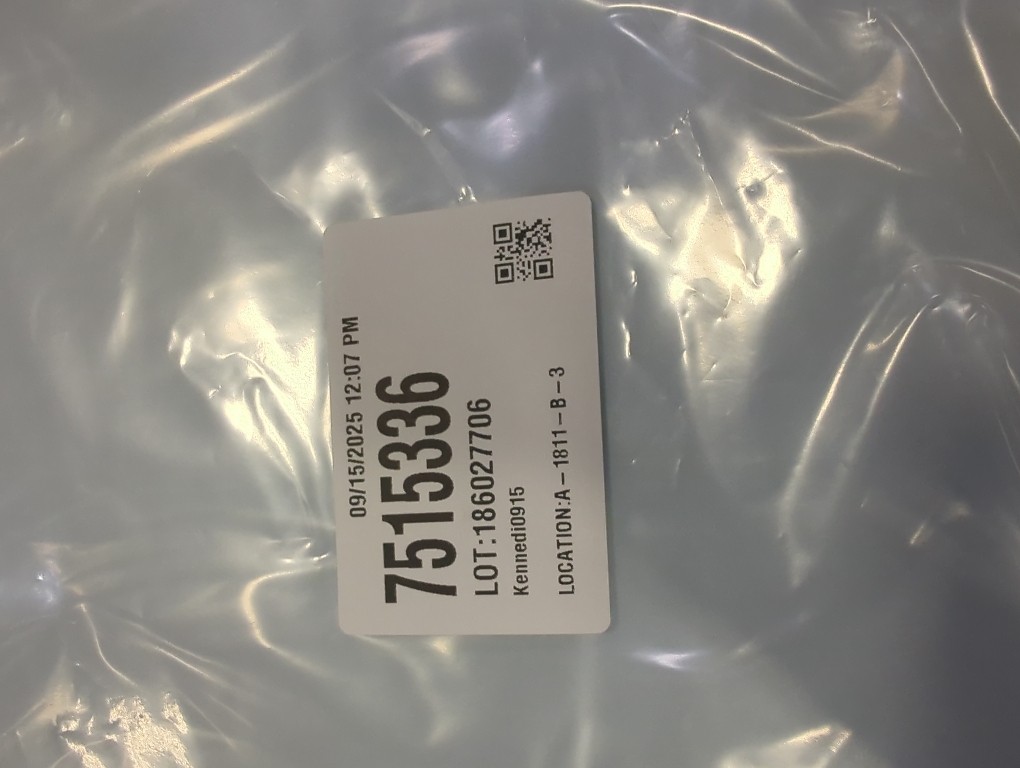 09/15/2025 12:07 PM
7515336
LOT:186027706
Kennedi0915
LOCATION:A-1811-B-3